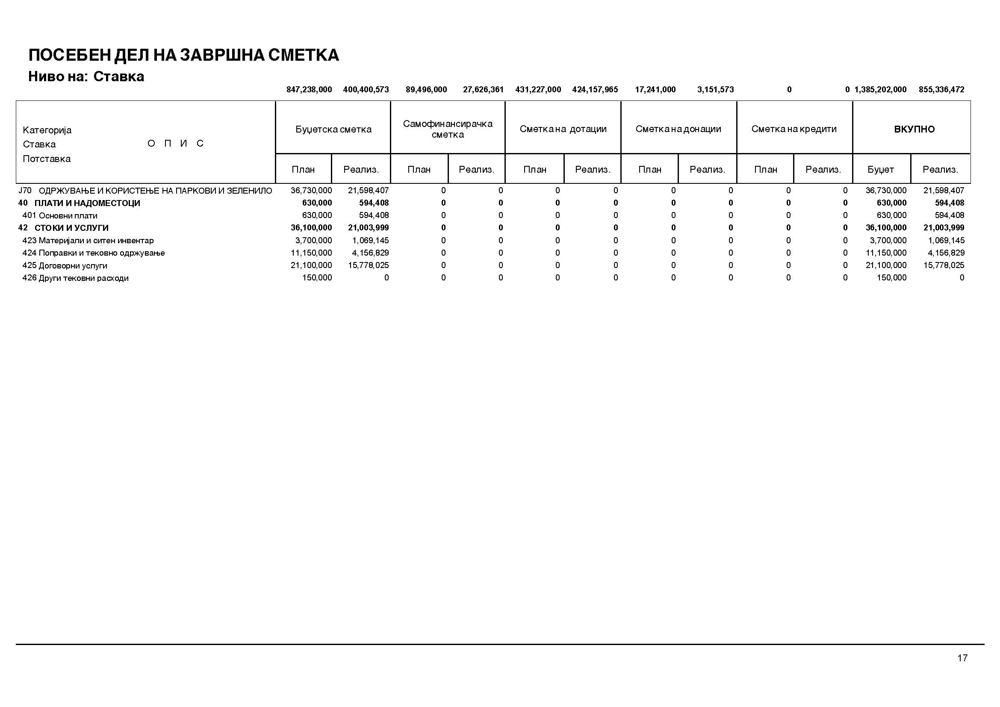 ПОСЕБЕН ДЕЛ НА ЗАВРШНА СМЕТКА
Ниво на: Ставка
847,238,000 400,400,573 89,496,000 27,626,361 431,227,000 424,157,965 17,241,000 3,151,573 0 0 1,385,202,000 855,336,472
Категорија
Ставка
Потставка
О П И С
Буџетска сметка
Самофинансирачка
сметка
Сметка на дотации
Сметка на донации
Сметка на кредити
ВКУПНО
План Реализ. План Реализ. План Реализ. План Реализ. План Реализ. Буџет Реализ.
J70 ОДРЖУВАЊЕ И КОРИСТЕЊЕ НА ПАРКОВИ И ЗЕЛЕНИЛО 36,730,000 21,598,407 0 0 0 0 0 0 0 0 36,730,000 21,598,407
40 ПЛАТИ И НАДОМЕСТОЦИ 630,000 594,408 0 0 0 0 0 0 0 0 630,000 594,408
401 Основни плати 630,000 594,408 0 0 0 0 0 0 0 0 630,000 594,408
42 СТОКИ И УСЛУГИ 36,100,000 21,003,999 0 0 0 0 0 0 0 0 36,100,000 21,003,999
423 Материјали и ситен инвентар 3,700,000 1,069,145 0 0 0 0 0 0 0 0 3,700,000 1,069,145
424 Поправки и тековно одржување 11,150,000 4,156,829 0 0 0 0 0 0 0 0 11,150,000 4,156,829
425 Договорни услуги 21,100,000 15,778,025 0 0 0 0 0 0 0 0 21,100,000 15,778,025
426 Други тековни расходи 150,000 0 0 0 0 0 0 0 0 0 150,000 0
17